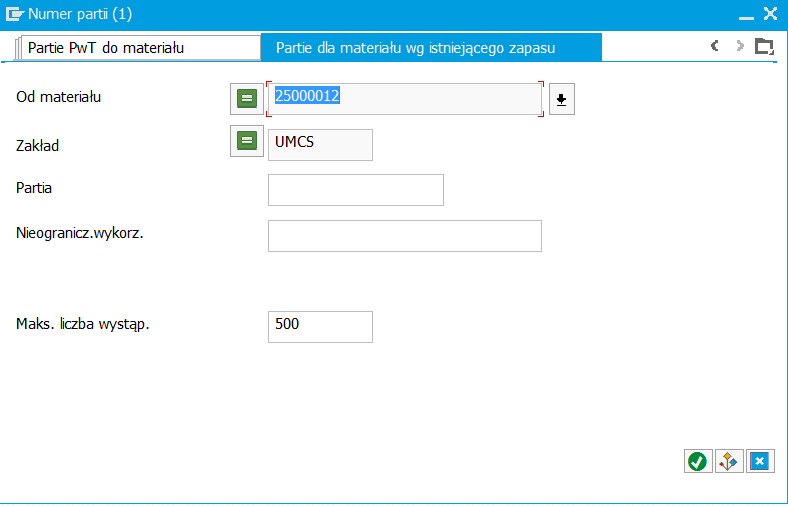 Numer partii (1)
Partie PwT do materiału
Partie dla materiału wg istniejącego zapasu
Od materiału
25000012
Zakład
UMCS
Partia
Nieogranicz.wykorz.
Maks. liczba wystąp.
500